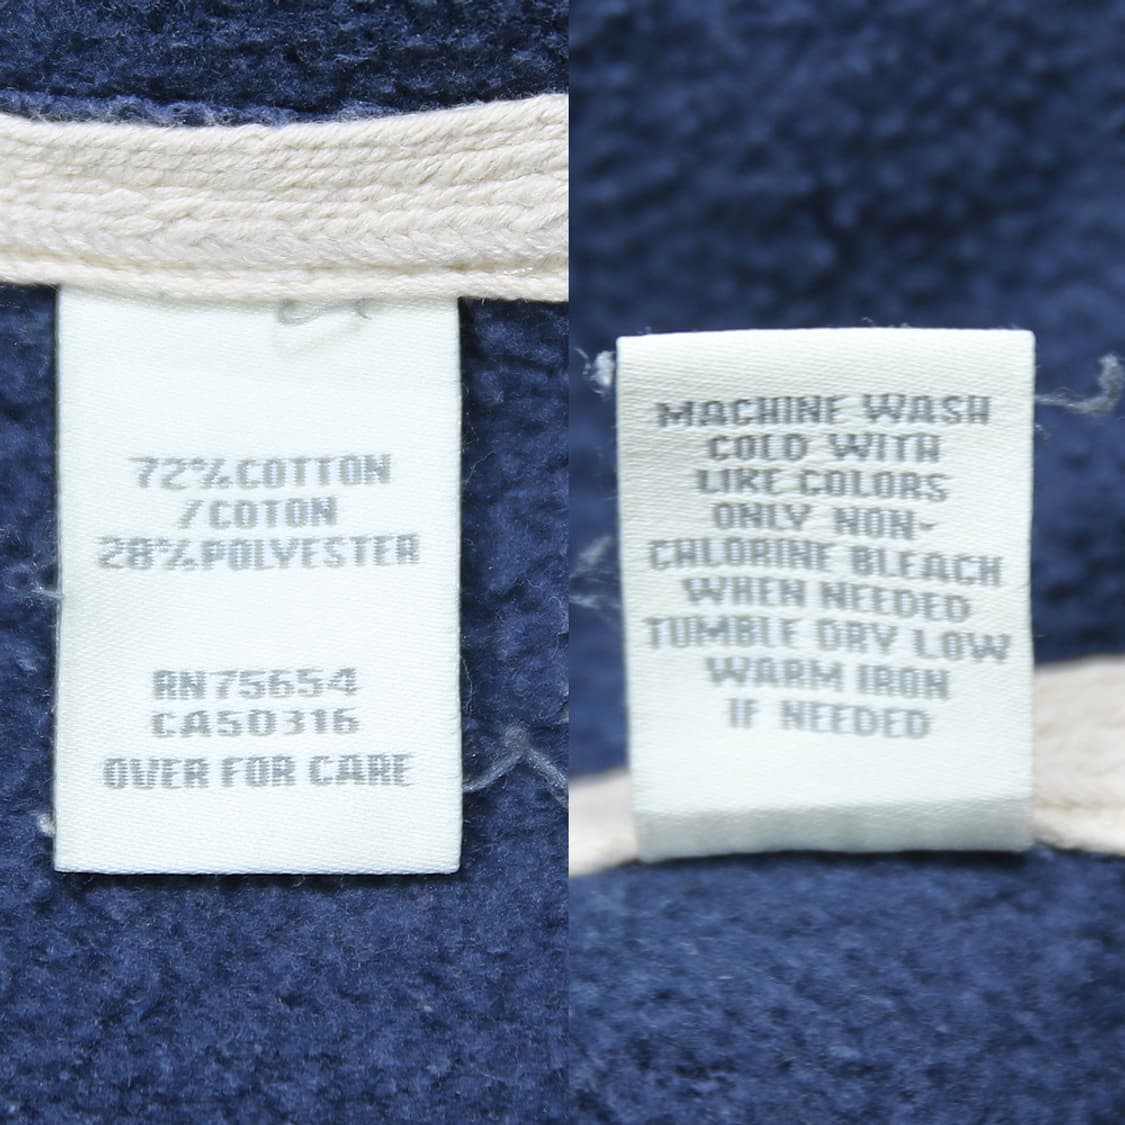 72%COTTON
/COTON
28%POLYESTER
RN75654
CA50316
OVER FOR CARE
MACHINE WASH
COLD WITH
LIKE COLORS
ONLY NON-
CHLORINE BLEACH
WHEN NEEDED
TUMBLE DRY LOW
WARM IRON
IF NEEDED